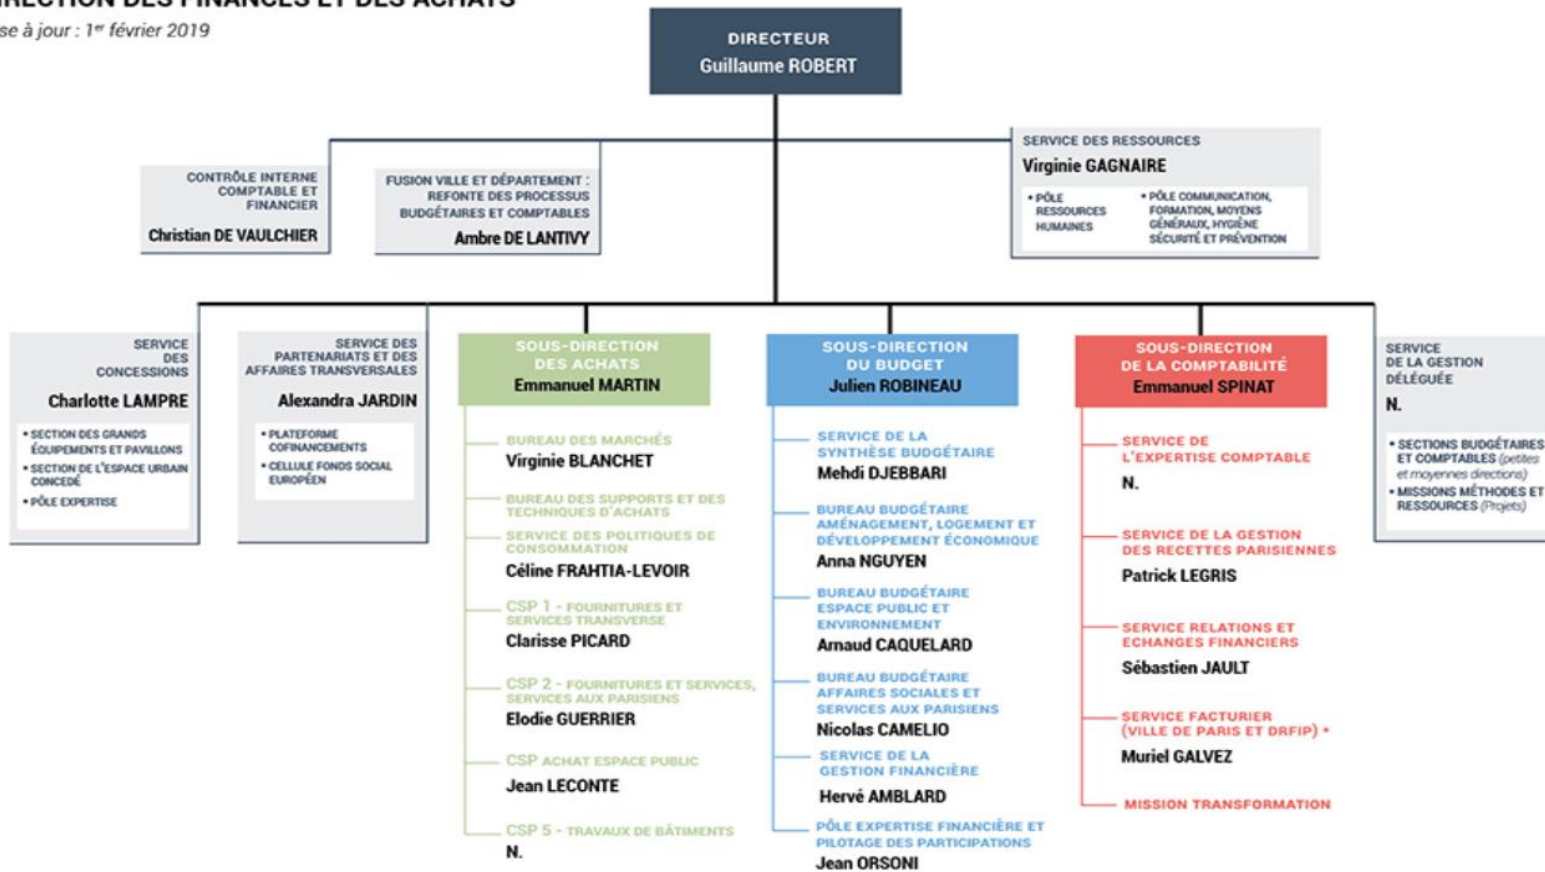 DIRECTION DES FINANCES ET DES ACHATS
se à jour : 1er février 2019
DIRECTEUR
Guillaume ROBERT
CONTRÔLE INTERNE
COMPTABLE ET
FINANCIER
Christian DE VAULCHIER
FUSION VILLE ET DÉPARTEMENT :
REFONTE DES PROCESSUS
BUDGÉTAIRES ET COMPTABLES
Ambre DE LANTIVY
SERVICE DES RESSOURCES
Virginie GAGNAIRE
• PÔLE
RESSOURCES
HUMAINES
• PÔLE COMMUNICATION,
FORMATION, MOYENS
GÉNÉRAUX, HYGIÈNE
SÉCURITÉ ET PRÉVENTION
SERVICE
DES
CONCESSIONS
Charlotte LAMPRE
• SECTION DES GRANDS
ÉQUIPEMENTS ET PAVILLONS
• SECTION DE L'ESPACE URBAIN
CONCEDÉ
• PÔLE EXPERTISE
SERVICE DES
PARTENARIATS ET DES
AFFAIRES TRANSVERSALES
Alexandra JARDIN
• PLATEFORME
COFINANCEMENTS
• CELLULE FONDS SOCIAL
EUROPÉEN
SOUS-DIRECTION
DES ACHATS
Emmanuel MARTIN
BUREAU DES MARCHÉS
Virginie BLANCHET
BUREAU DES SUPPORTS ET DES
TECHNIQUES D'ACHATS
SERVICE DES POLITIQUES DE
CONSOMMATION
Céline FRAHTIA-LEVOIR
CSP 1 - FOURNITURES ET
SERVICES TRANSVERSE
Clarisse PICARD
CSP 2 - FOURNITURES ET SERVICES,
SERVICES AUX PARISIENS
Elodie GUERRIER
CSP ACHAT ESPACE PUBLIC
Jean LECONTE
CSP 5 - TRAVAUX DE BÂTIMENTS
N.
SOUS-DIRECTION
DU BUDGET
Julien ROBINEAU
SERVICE DE LA
SYNTHÈSE BUDGÉTAIRE
Mehdi DJEBBARI
BUREAU BUDGÉTAIRE
AMÉNAGEMENT, LOGEMENT ET
DÉVELOPPEMENT ÉCONOMIQUE
Anna NGUYEN
BUREAU BUDGÉTAIRE
ESPACE PUBLIC ET
ENVIRONNEMENT
Arnaud CAQUELARD
BUREAU BUDGÉTAIRE
AFFAIRES SOCIALES ET
SERVICES AUX PARISIENS
Nicolas CAMELIO
SERVICE DE LA
GESTION FINANCIÈRE
Hervé AMBLARD
PÔLE EXPERTISE FINANCIÈRE ET
PILOTAGE DES PARTICIPATIONS
Jean ORSONI
SOUS-DIRECTION
DE LA COMPTABILITÉ
Emmanuel SPINAT
SERVICE DE
L'EXPERTISE COMPTABLE
N.
SERVICE DE LA GESTION
DES RECETTES PARISIENNES
Patrick LEGRIS
SERVICE RELATIONS ET
ECHANGES FINANCIERS
Sébastien JAULT
SERVICE FACTURIER
(VILLE DE PARIS ET DRFIP) *
Muriel GALVEZ
MISSION TRANSFORMATION
SERVICE
DE LA GESTION
DÉLÉGUÉE
N.
• SECTIONS BUDGÉTAIRES
ET COMPTABLES (petites
et moyennes directions)
• MISSIONS MÉTHODES ET
RESSOURCES (Projets)